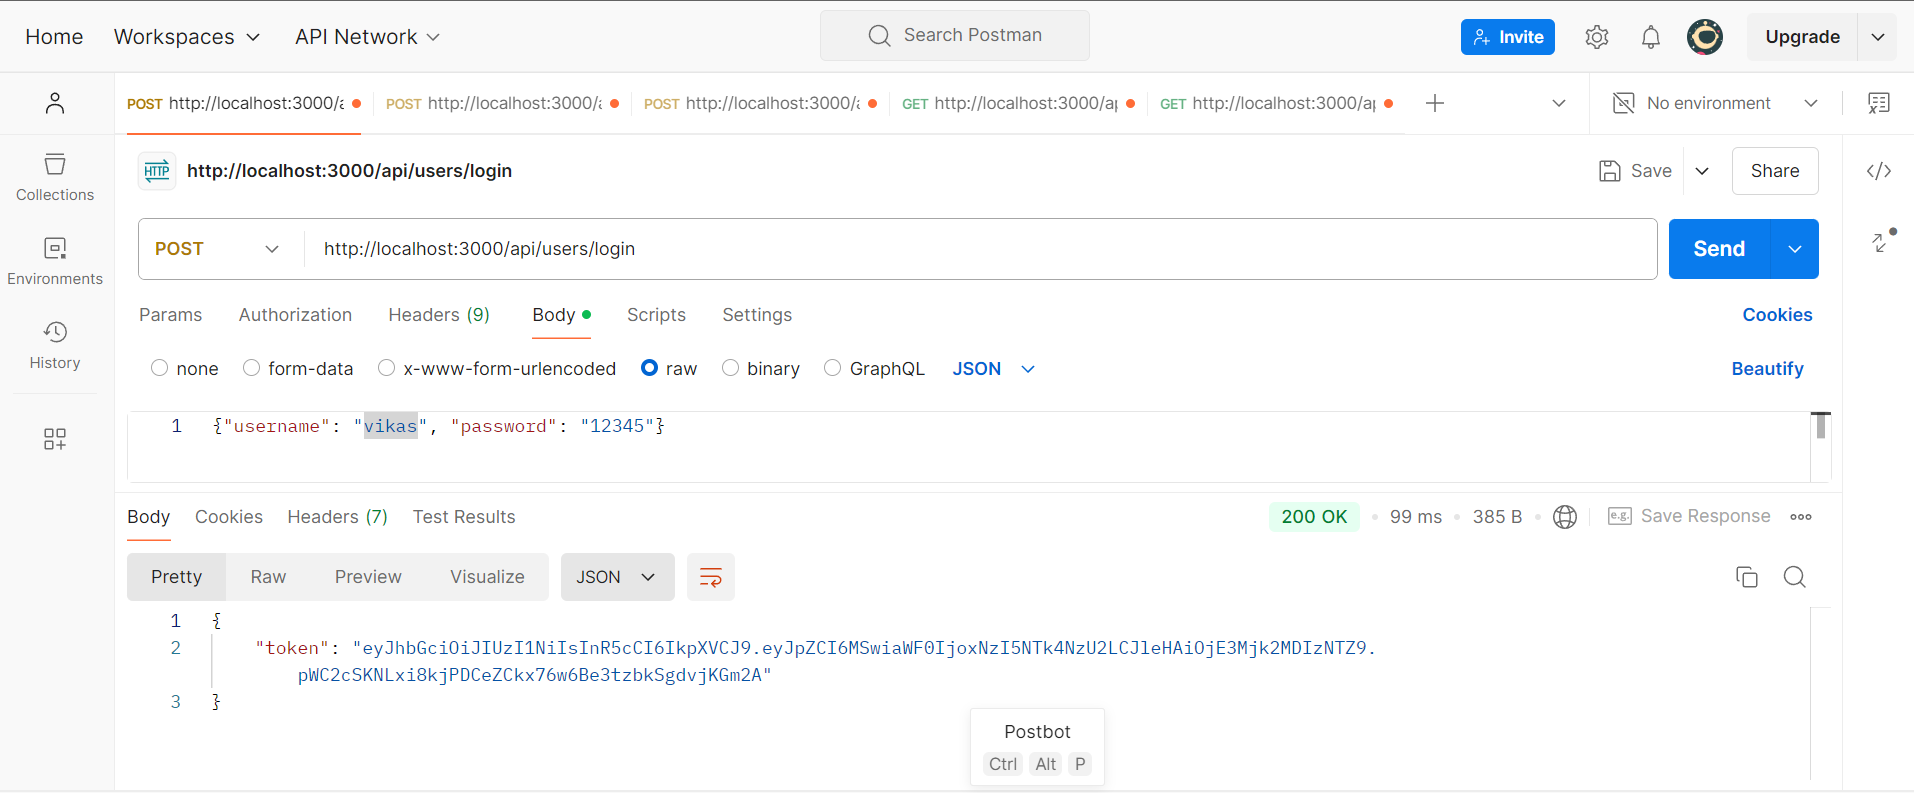 Home Workspaces API Network Search Postman Invite Upgrade
POST http://localhost:3000/a POST http://localhost:3000/a POST http://localhost:3000/a GET http://localhost:3000/ap GET http://localhost:3000/ap No environment
HTTP http://localhost:3000/api/users/login Save Share
Collections
POST http://localhost:3000/api/users/login Send
Environments
Params Authorization Headers (9) Body Scripts Settings Cookies
History
none form-data x-www-form-urlencoded raw binary GraphQL JSON Beautify
1 {"username": "vikas", "password": "12345"}
Body Cookies Headers (7) Test Results 200 OK 99 ms 385 B e.g. Save Response
Pretty Raw Preview Visualize JSON
1 {
2 "token": "eyJhbGciOiJIUzI1NiIsInR5cCI6IkpXVCJ9.eyJpZCI6MSwiaWF0IjoxNzI5NTk4NzU2LCJleHAiOjE3Mjk2MDIzNTZ9.
pWC2cSKNLxi8kjPDCeZCkx76w6Be3tzbkSgdvjKGm2A"
3 }
Postbot
Ctrl Alt P